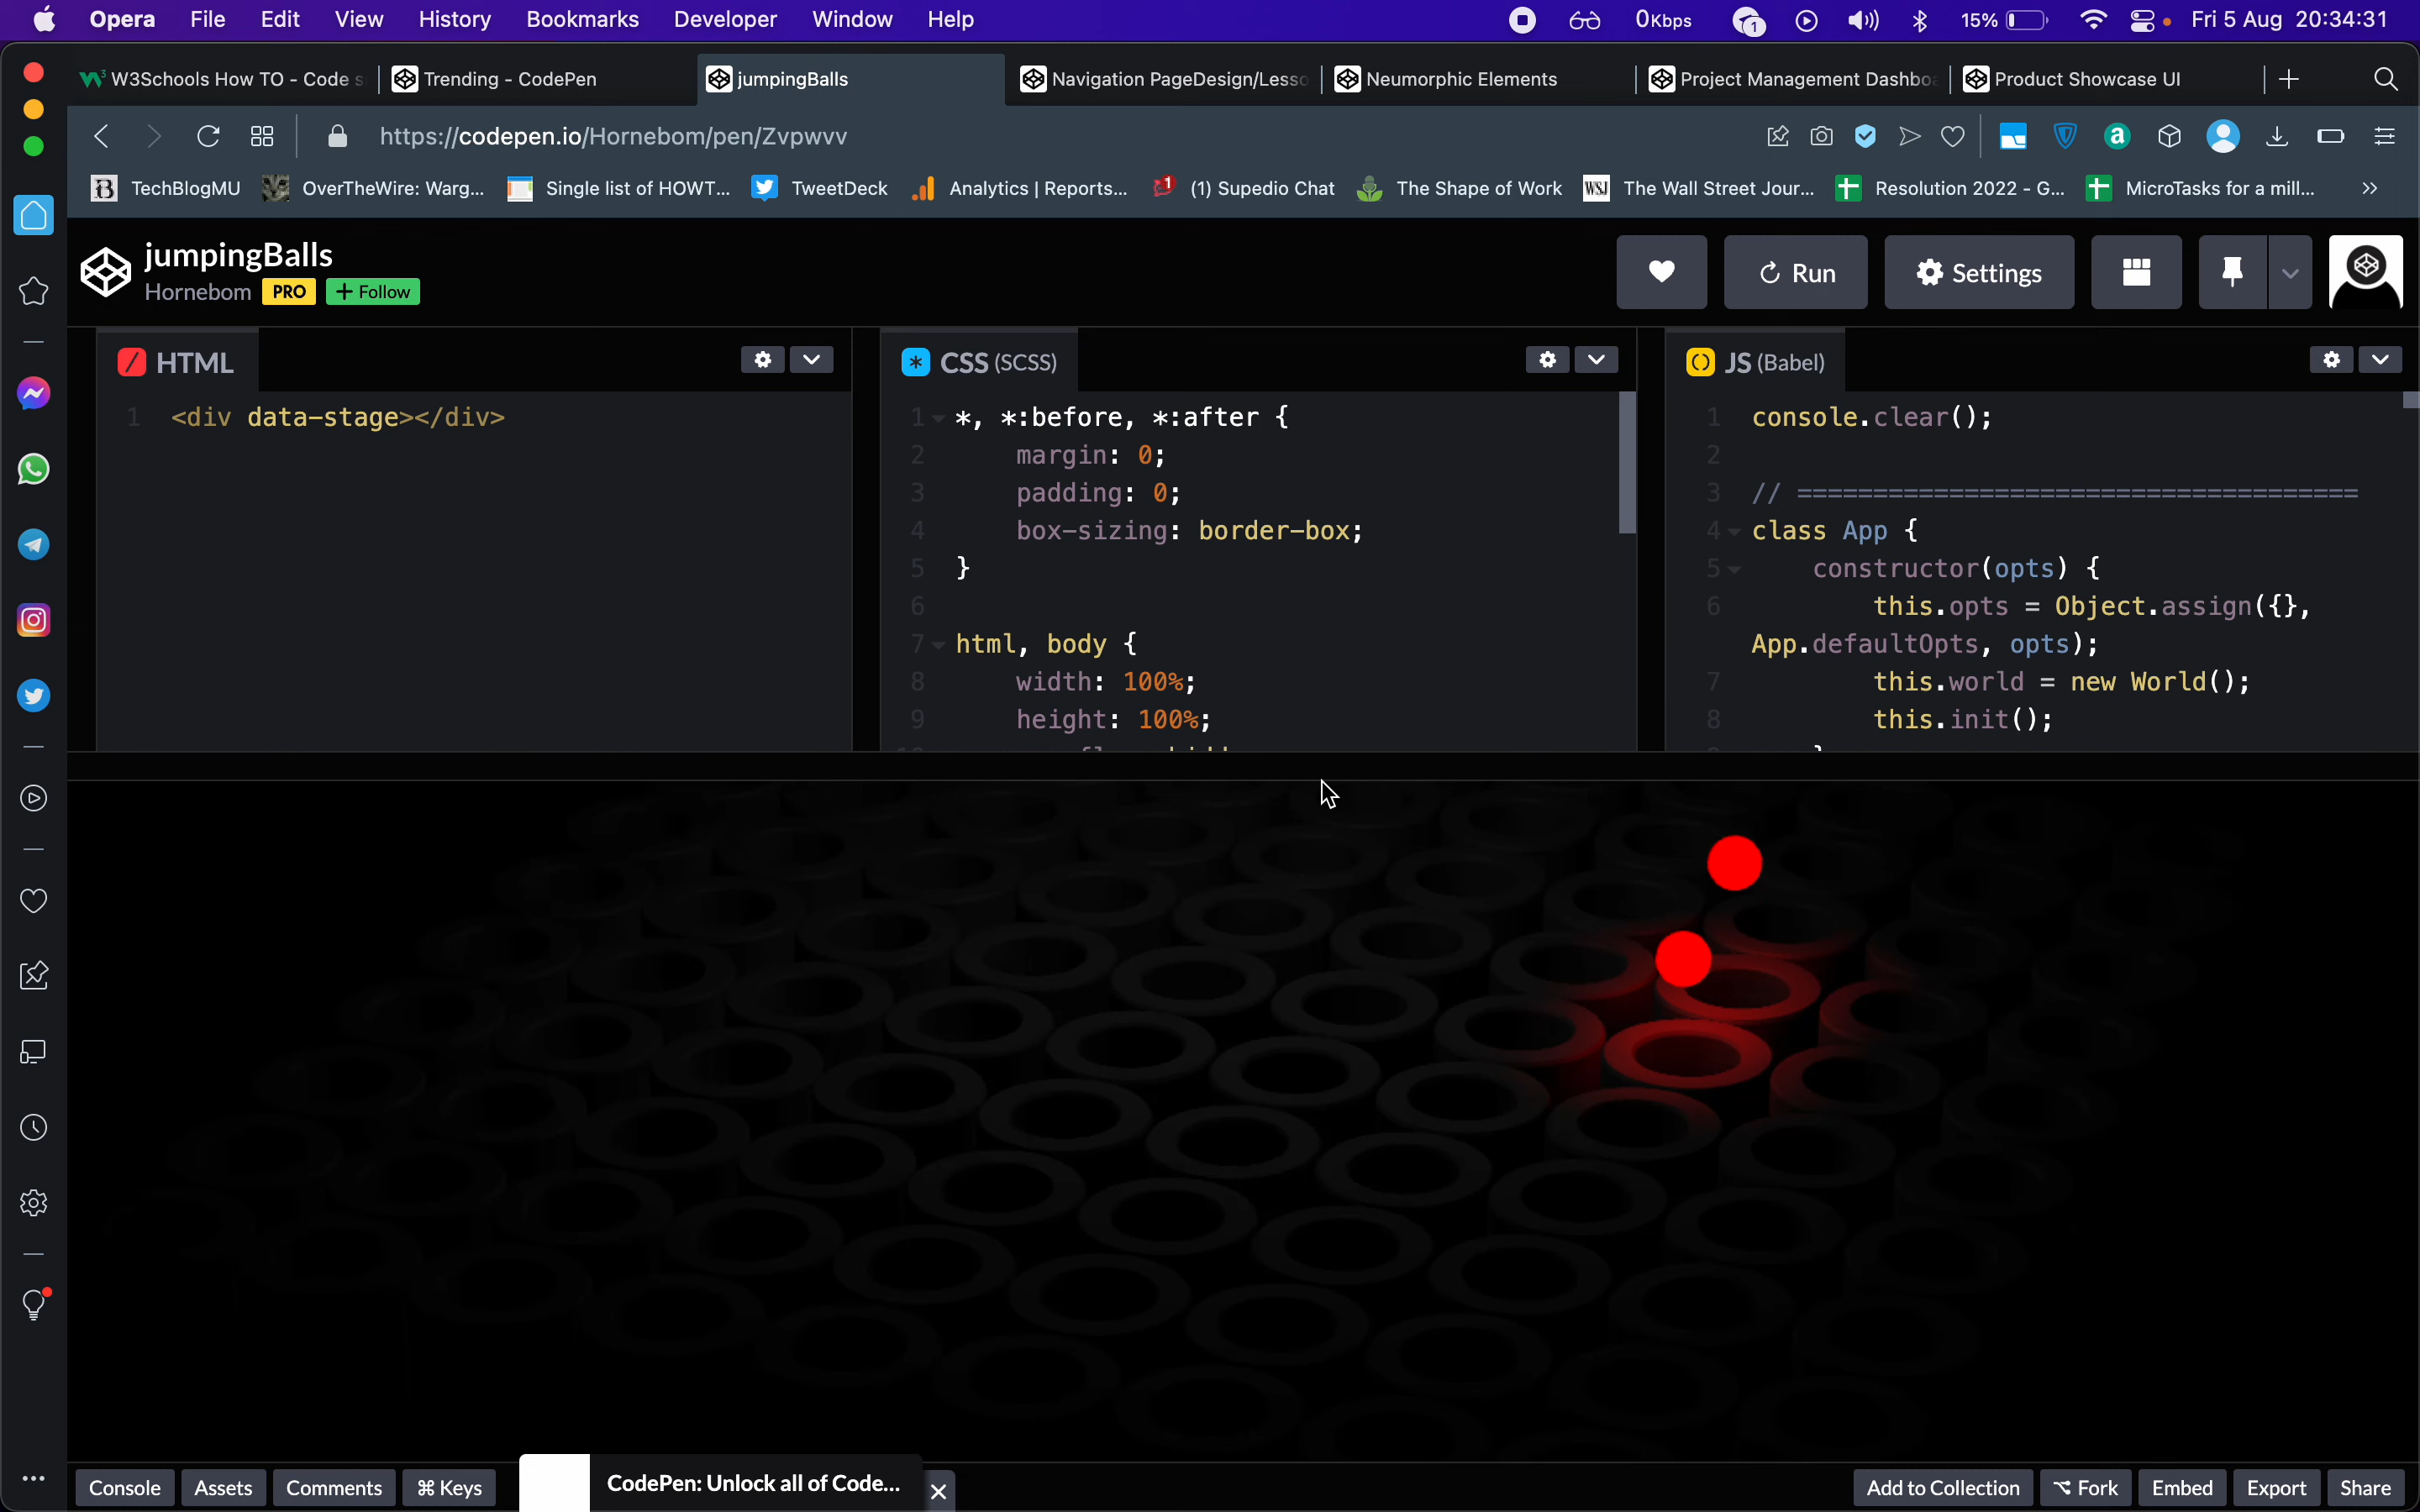 Opera File Edit View History Bookmarks Developer Window Help 0Kbps 1 15% Fri 5 Aug 20:34:31
W3Schools How TO - Code s Trending - CodePen jumpingBalls Navigation PageDesign/Lesso Neumorphic Elements Project Management Dashboa Product Showcase UI
https://codepen.io/Hornebom/pen/Zvpwvv
TechBlogMU OverTheWire: Warg... Single list of HOWT... TweetDeck Analytics | Reports... (1) Supedio Chart The Shape of Work WSJ The Wall Street Jour... Resolution 2022 - G... MicroTasks for a mill...
jumpingBalls
Hornebom PRO + Follow
Run Settings
HTML
1 <div data-stage></div>
CSS (SCSS)
1 *, *:before, *:after {
2 margin: 0;
3 padding: 0;
4 box-sizing: border-box;
5 }
6
7 html, body {
8 width: 100%;
9 height: 100%;
JS (Babel)
1 console.clear();
2
3 // =====================================
4 class App {
5 constructor(opts) {
6 this.opts = Object.assign({},
App.defaultOpts, opts);
7 this.world = new World();
8 this.init();
Console Assets Comments ⌘ Keys CodePen: Unlock all of Code... Add to Collection Fork Embed Export Share